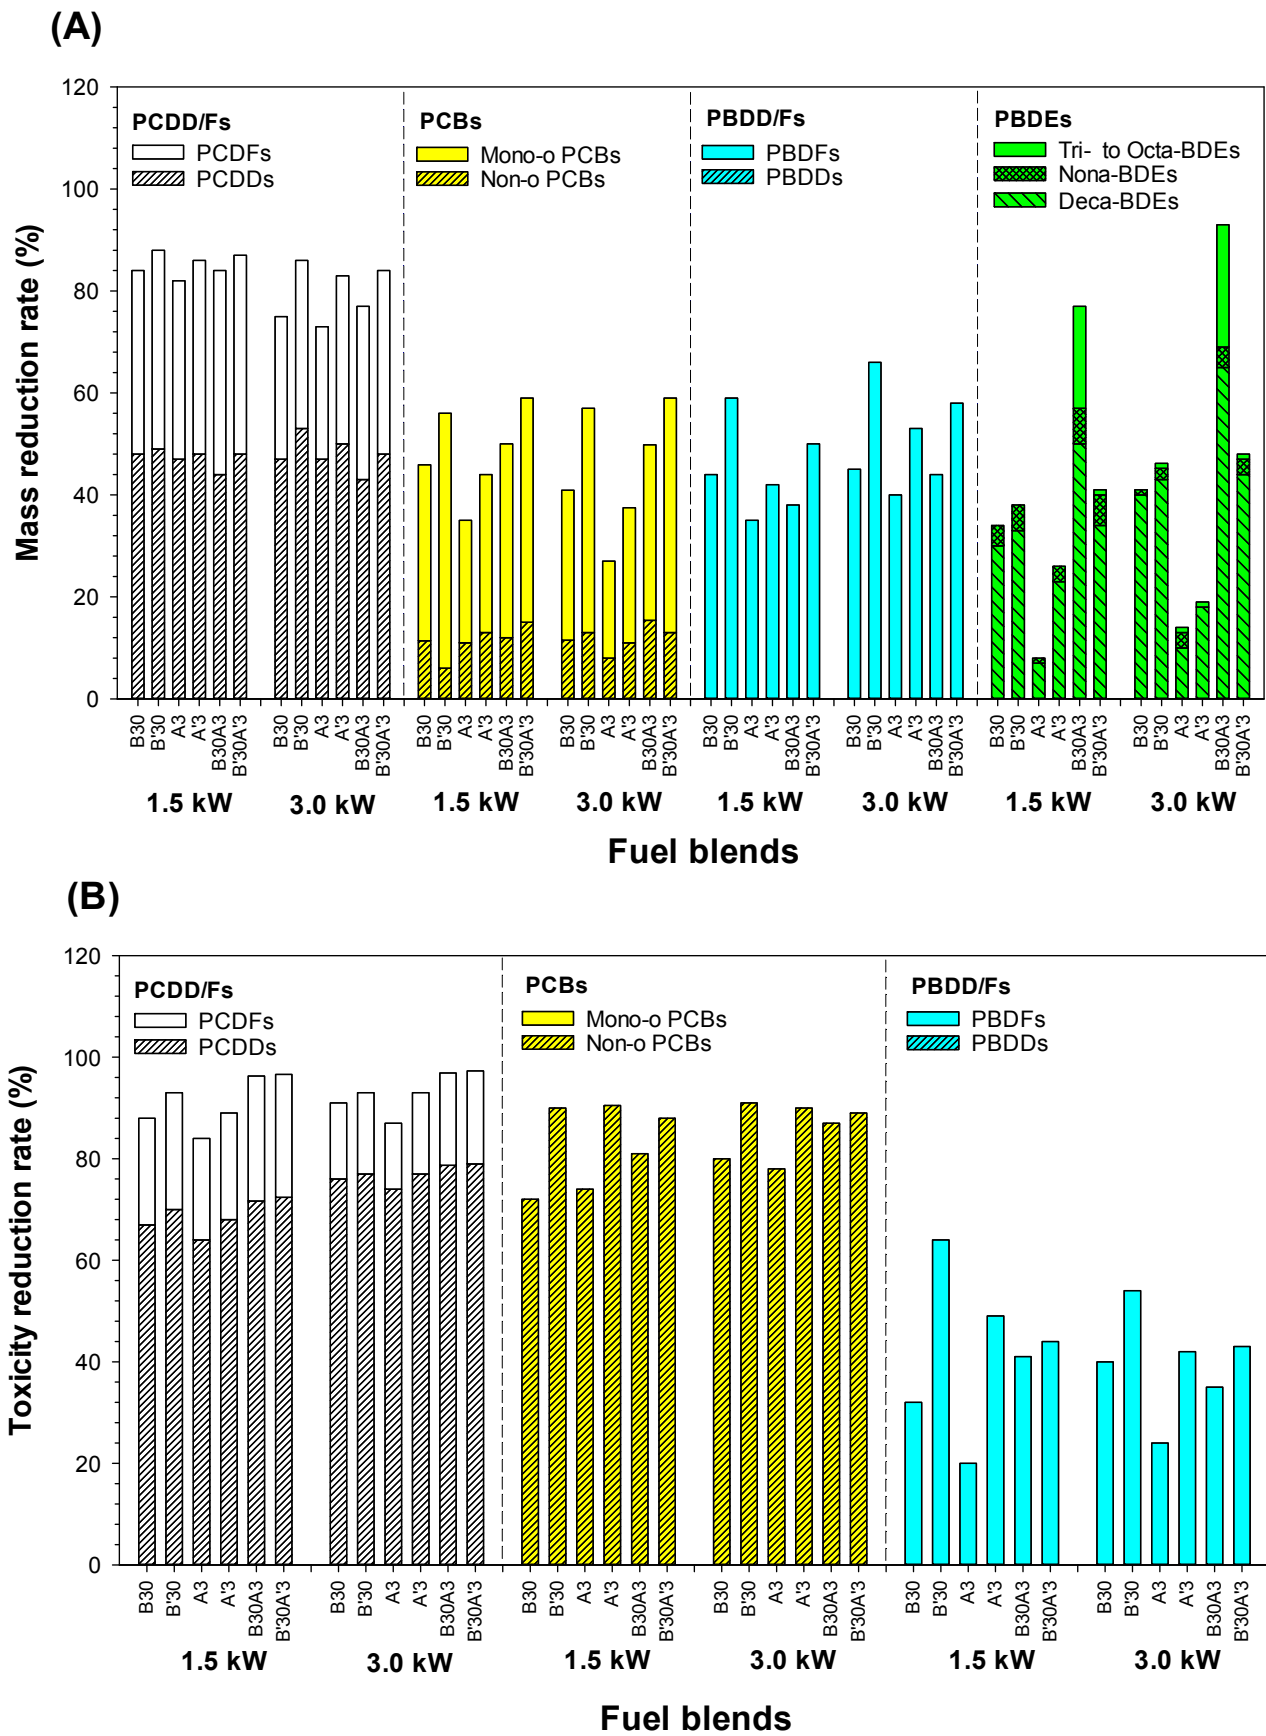 (A)
Mass reduction rate (%)
120
100
80
60
40
20
0
PCDD/Fs
PCDFs
PCDDs
PCBs
Mono-o PCBs
Non-o PCBs
PBDD/Fs
PBDFs
PBDDs
PBDEs
Tri- to Octa-BDEs
Nona-BDEs
Deca-BDEs
B30 B'30 A3 A'3 B30A3 B'30A'3 B30 B'30 A3 A'3 B30A3 B'30A'3 B30 B'30 A3 A'3 B30A3 B'30A'3 B30 B'30 A3 A'3 B30A3 B'30A'3 B30 B'30 A3 A'3 B30A3 B'30A'3 B30 B'30 A3 A'3 B30A3 B'30A'3 B30 B'30 A3 A'3 B30A3 B'30A'3 B30 B'30 A3 A'3 B30A3 B'30A'3
1.5 kW 3.0 kW 1.5 kW 3.0 kW 1.5 kW 3.0 kW 1.5 kW 3.0 kW
Fuel blends
(B)
Toxicity reduction rate (%)
120
100
80
60
40
20
0
PCDD/Fs
PCDFs
PCDDs
PCBs
Mono-o PCBs
Non-o PCBs
PBDD/Fs
PBDFs
PBDDs
B30 B'30 A3 A'3 B30A3 B'30A'3 B30 B'30 A3 A'3 B30A3 B'30A'3 B30 B'30 A3 A'3 B30A3 B'30A'3 B30 B'30 A3 A'3 B30A3 B'30A'3 B30 B'30 A3 A'3 B30A3 B'30A'3 B30 B'30 A3 A'3 B30A3 B'30A'3
1.5 kW 3.0 kW 1.5 kW 3.0 kW 1.5 kW 3.0 kW
Fuel blends